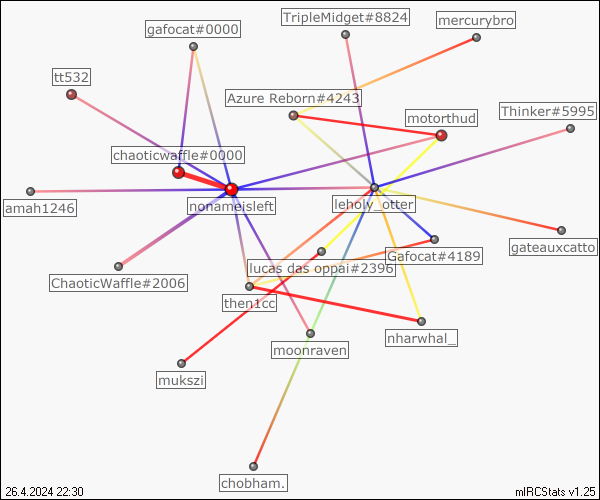 TripleMidget#8824
mercurybro
gafocat#0000
tt532
Azure Reborn#4243
motorthud
Thinker#5995
chaoticwaffle#0000
amah1246
nonameisleft
leholy_otter
gateauxcatto
ChaoticWaffle#2006
lucas das oppai#2396
Gafocat#4189
then1cc
nharwhal_
moonraven
mukszi
chobham.
26.4.2024 22:30
mIRCStats v1.25